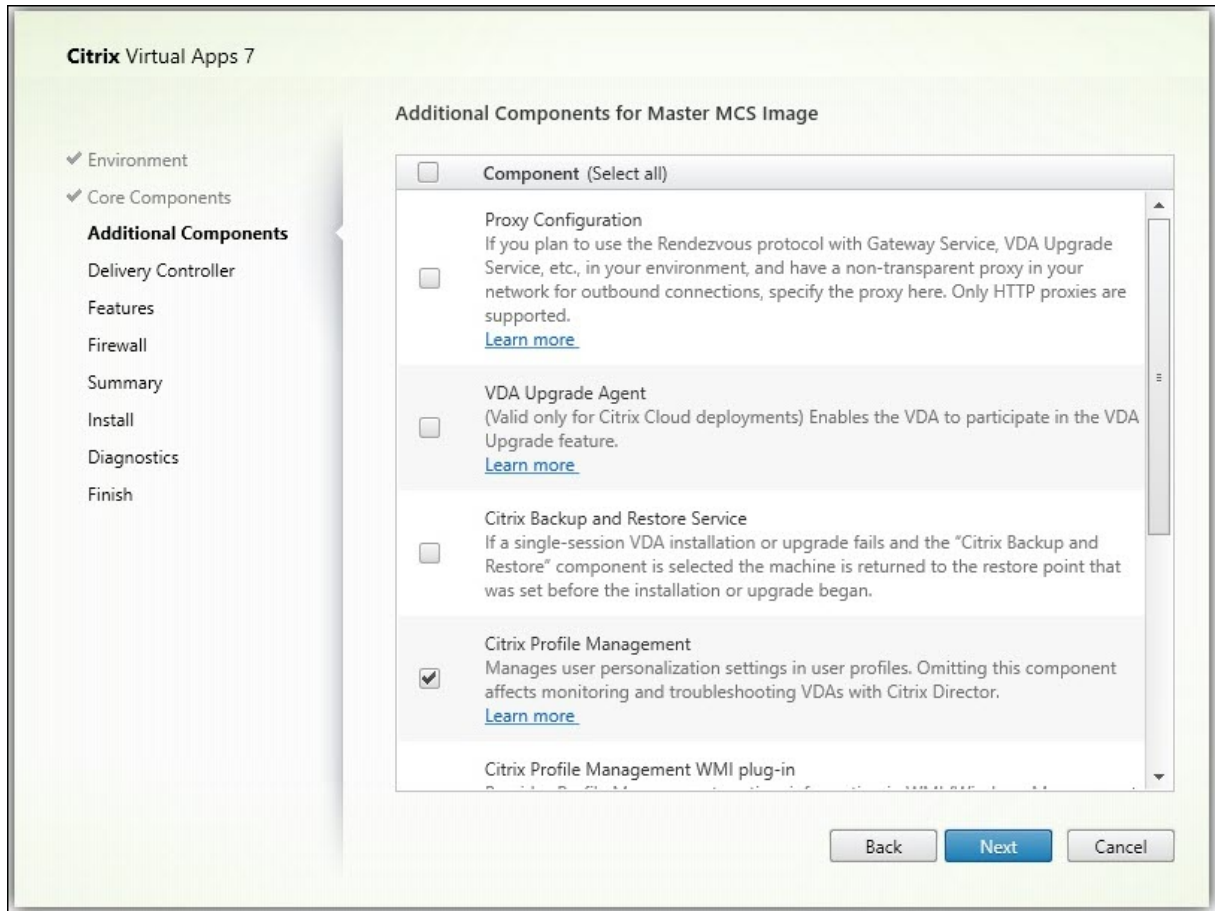 Citrix Virtual Apps 7
Additional Components for Master MCS Image
Environment
Core Components
Additional Components
Delivery Controller
Features
Firewall
Summary
Install
Diagnostics
Finish
Component (Select all)
Proxy Configuration
If you plan to use the Rendezvous protocol with Gateway Service, VDA Upgrade
Service, etc., in your environment, and have a non-transparent proxy in your
network for outbound connections, specify the proxy here. Only HTTP proxies are
supported.
Learn more
VDA Upgrade Agent
(Valid only for Citrix Cloud deployments) Enables the VDA to participate in the VDA
Upgrade feature.
Learn more
Citrix Backup and Restore Service
If a single-session VDA installation or upgrade fails and the “Citrix Backup and
Restore” component is selected the machine is returned to the restore point that
was set before the installation or upgrade began.
Citrix Profile Management
Manages user personalization settings in user profiles. Omitting this component
affects monitoring and troubleshooting VDAs with Citrix Director.
Learn more
Citrix Profile Management WMI plug-in
Back
Next
Cancel